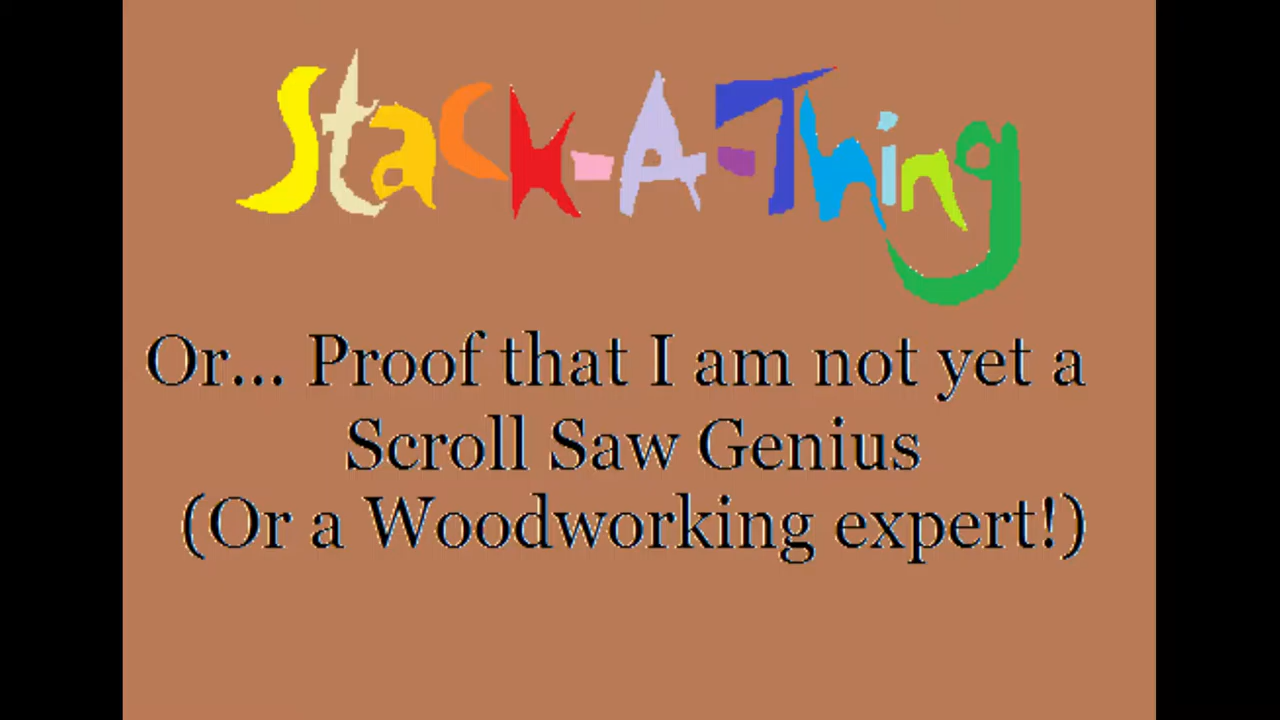 Stack-A-Thing
Or... Proof that I am not yet a
Scroll Saw Genius
(Or a Woodworking expert!)